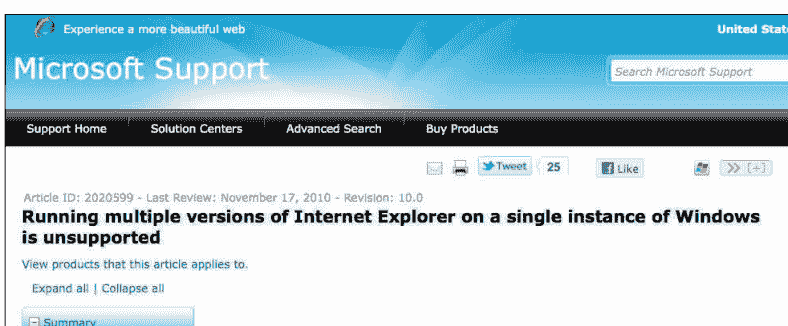 Experience a more beautiful web
United Stat
Microsoft Support
Search Microsoft Support
Support Home Solution Centers Advanced Search Buy Products
Tweet 25 Like [+]
Article ID: 2020599 - Last Review: November 17, 2010 - Revision: 10.0
Running multiple versions of Internet Explorer on a single instance of Windows
is unsupported
View products that this article applies to.
Expand all | Collapse all
Summary